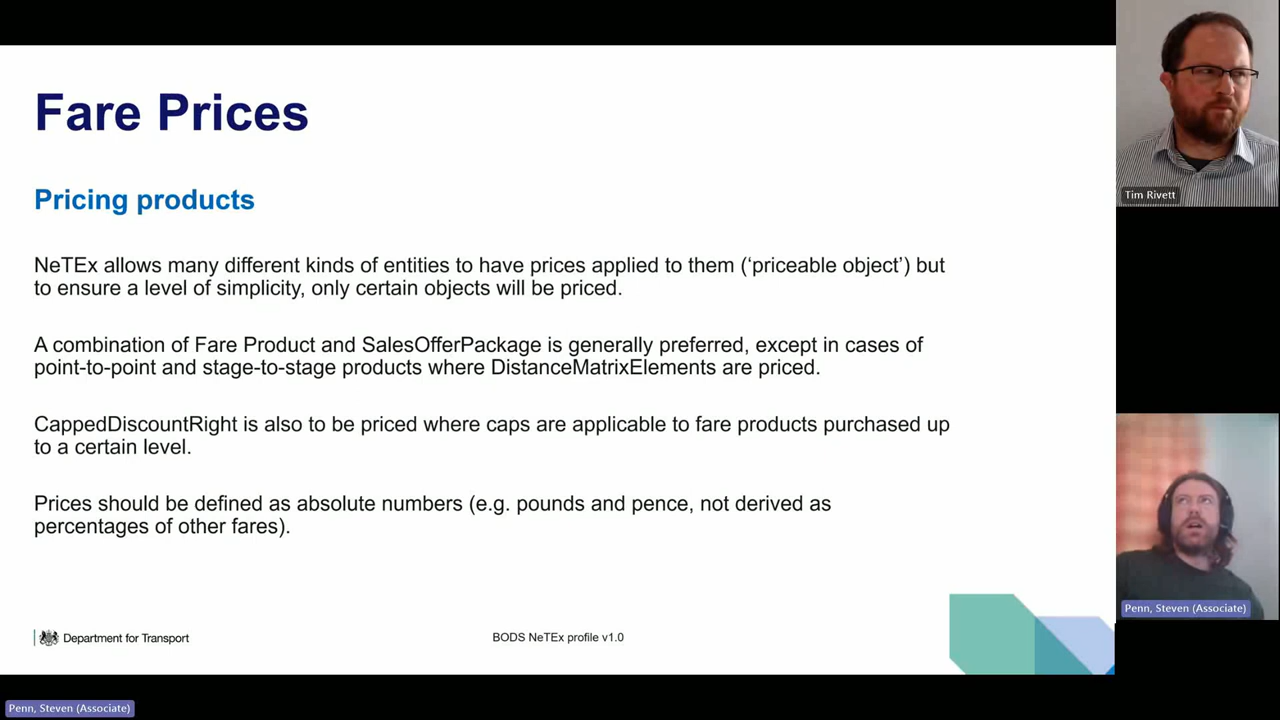 Fare Prices
Pricing products
NeTEx allows many different kinds of entities to have prices applied to them (‘priceable object’) but
to ensure a level of simplicity, only certain objects will be priced.
A combination of Fare Product and SalesOfferPackage is generally preferred, except in cases of
point-to-point and stage-to-stage products where DistanceMatrixElements are priced.
CappedDiscountRight is also to be priced where caps are applicable to fare products purchased up
to a certain level.
Prices should be defined as absolute numbers (e.g. pounds and pence, not derived as
percentages of other fares).
Department for Transport
BODS NeTEx profile v1.0
Tim Rivett
Penn, Steven (Associate)
Penn, Steven (Associate)